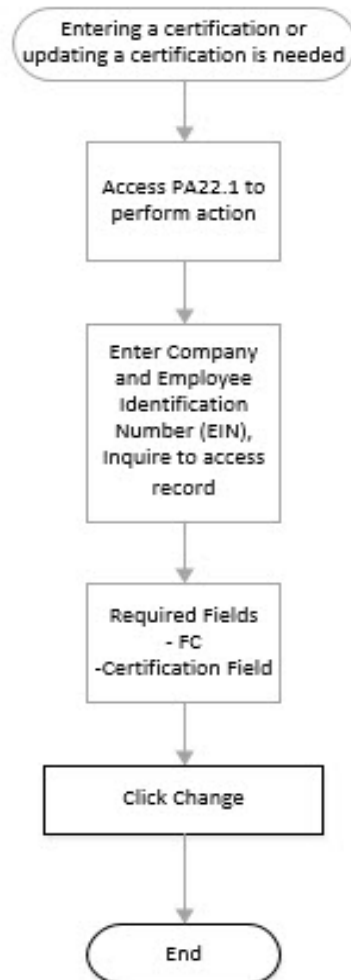 Entering a certification or
updating a certification is needed
Access PA22.1 to
perform action
Enter Company
and Employee
Identification
Number (EIN),
Inquire to access
record
Required Fields
- FC
-Certification Field
Click Change
End